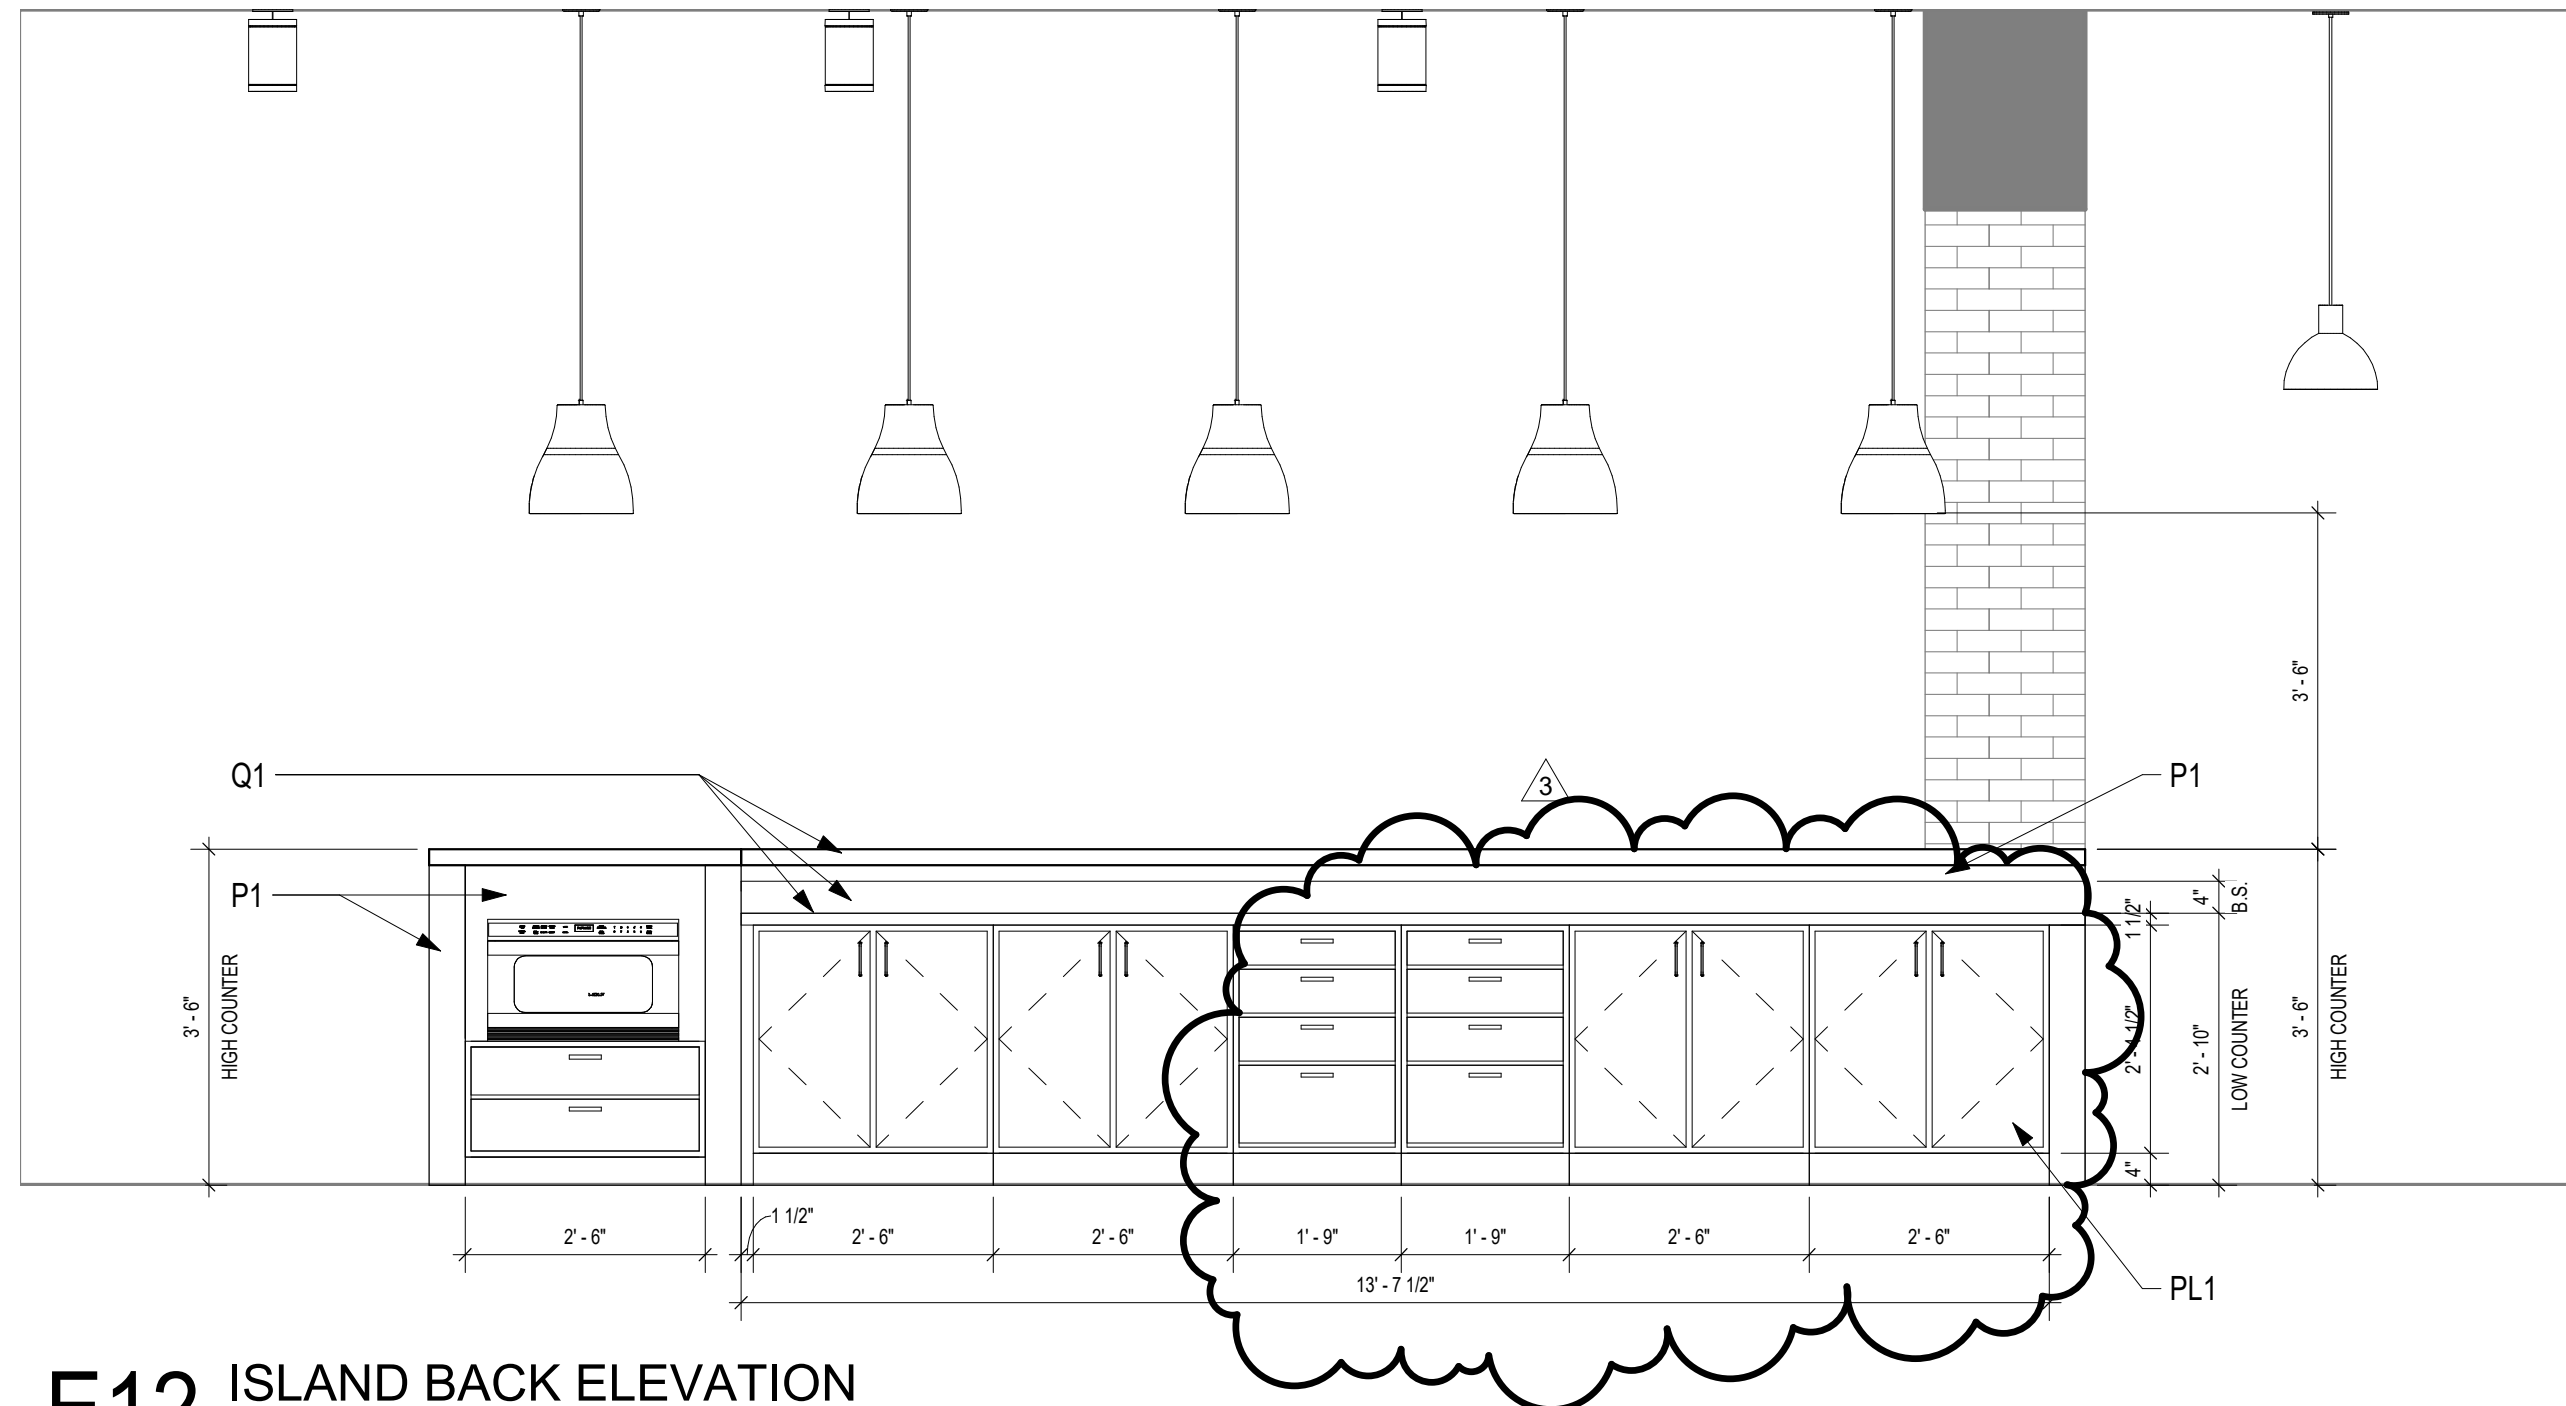 3
Q1
P1
P1
3' - 6"
4"
B.S.
1 1/2"
3' - 6"
HIGH COUNTER
2' - 10"
LOW COUNTER
3' - 6"
HIGH COUNTER
4"
1 1/2"
2' - 6"
2' - 6"
2' - 6"
1' - 9"
1' - 9"
2' - 6"
2' - 6"
13' - 7 1/2"
PL1
ISLAND BACK ELEVATION